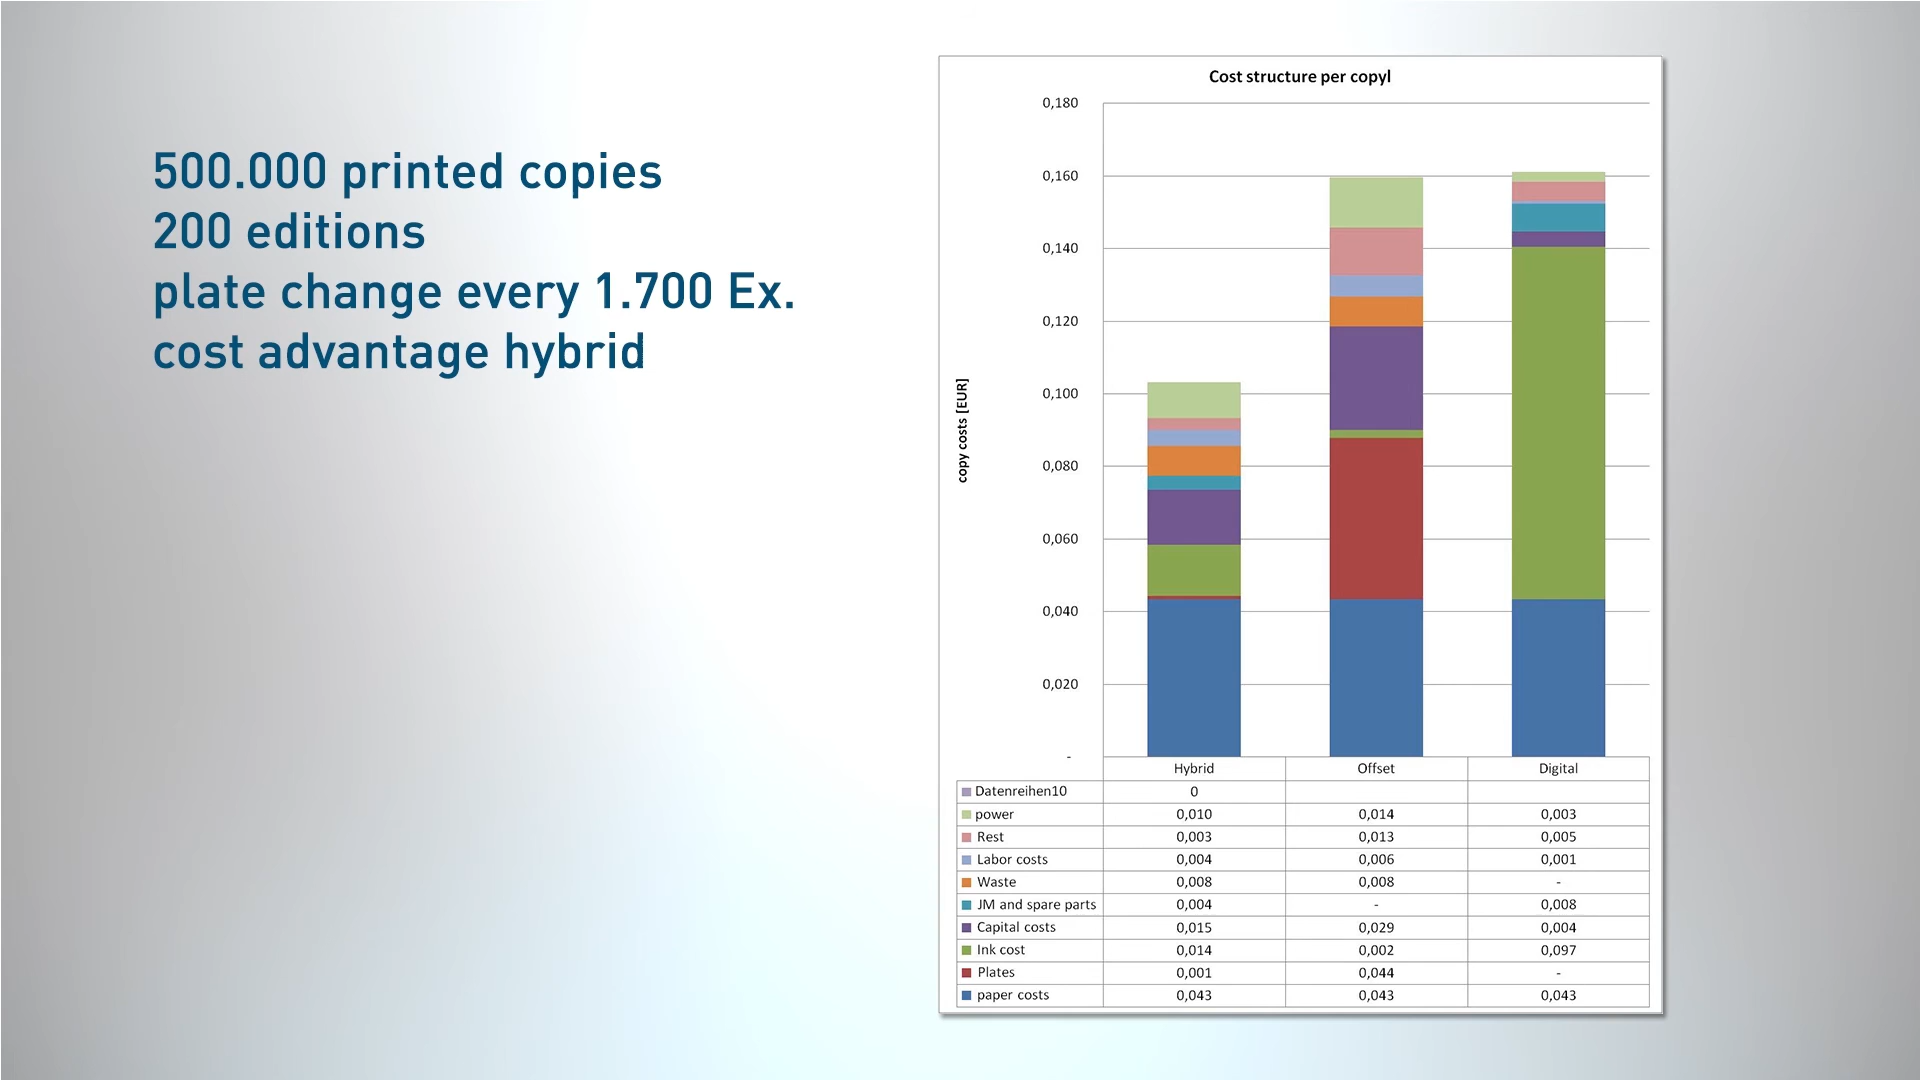 500.000 printed copies
200 editions
plate change every 1.700 Ex.
cost advantage hybrid
Cost structure per copyl
copy costs [EUR]
0,180
0,160
0,140
0,120
0,100
0,080
0,060
0,040
0,020
-
Hybrid Offset Digital
Datenreihen10 0
power 0,010 0,014 0,003
Rest 0,003 0,013 0,005
Labor costs 0,004 0,006 0,001
Waste 0,008 0,008 -
JM and spare parts 0,004 - 0,008
Capital costs 0,015 0,029 0,004
Ink cost 0,014 0,002 0,097
Plates 0,001 0,044 -
paper costs 0,043 0,043 0,043